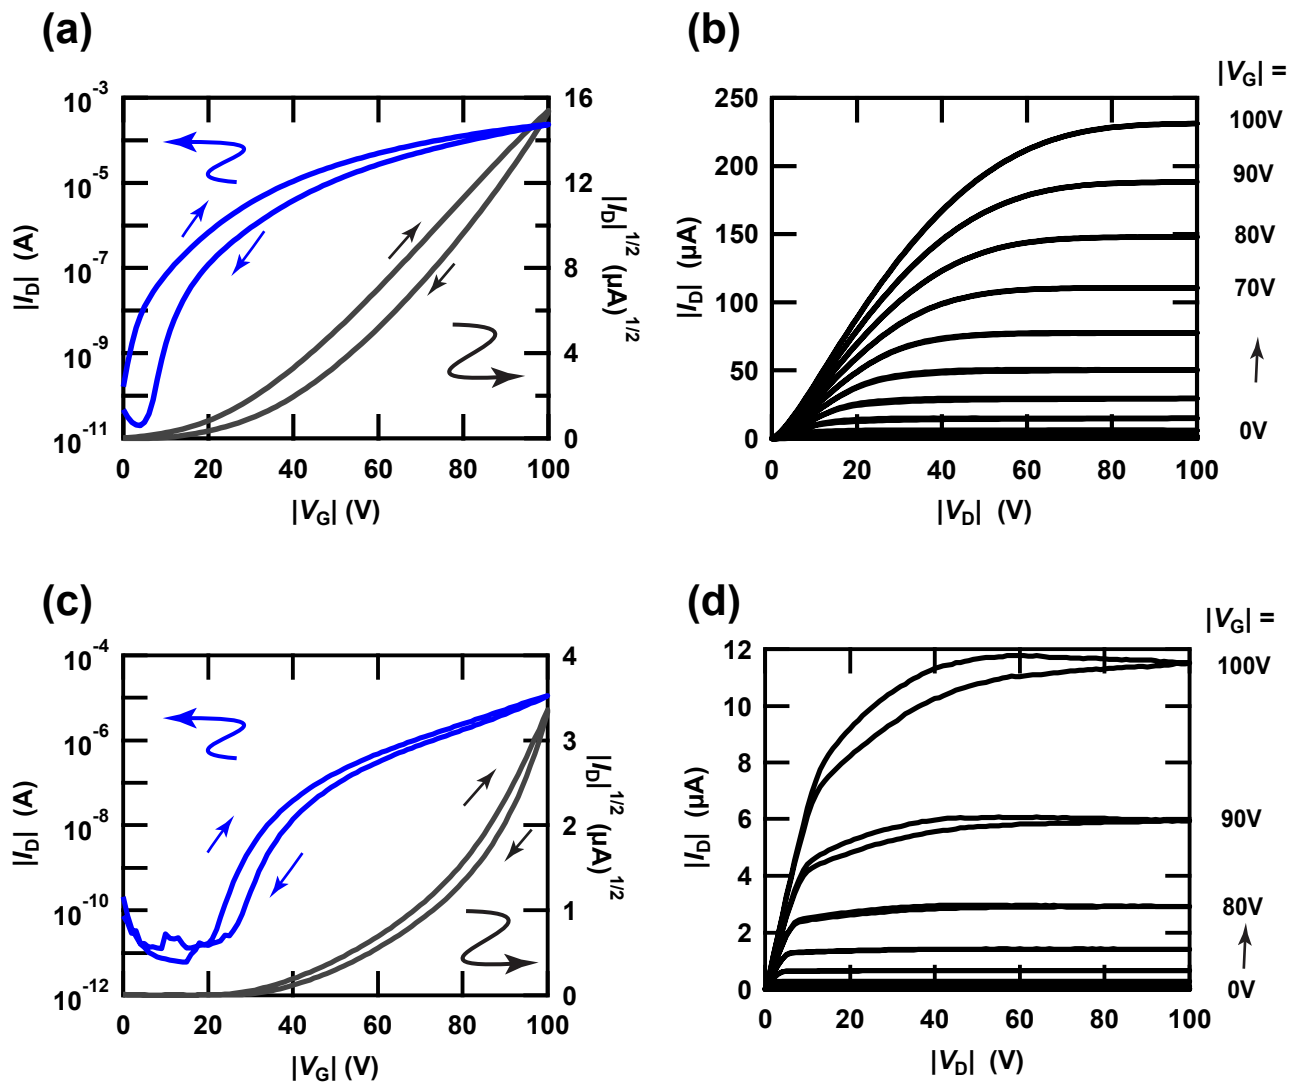 (a)
10^-3
10^-5
10^-7
10^-9
10^-11
|I_D| (A)
16
12
8
4
0
|I_D|^1/2 (µA)^1/2
0 20 40 60 80 100
|V_G| (V)
(b)
|V_G| =
250
200
150
100
50
0
|I_D| (µA)
100V
90V
80V
70V
0V
0 20 40 60 80 100
|V_D| (V)
(c)
10^-4
10^-6
10^-8
10^-10
10^-12
|I_D| (A)
4
3
2
1
0
|I_D|^1/2 (µA)^1/2
0 20 40 60 80 100
|V_G| (V)
(d)
|V_G| =
12
10
8
6
4
2
0
|I_D| (µA)
100V
90V
80V
0V
0 20 40 60 80 100
|V_D| (V)